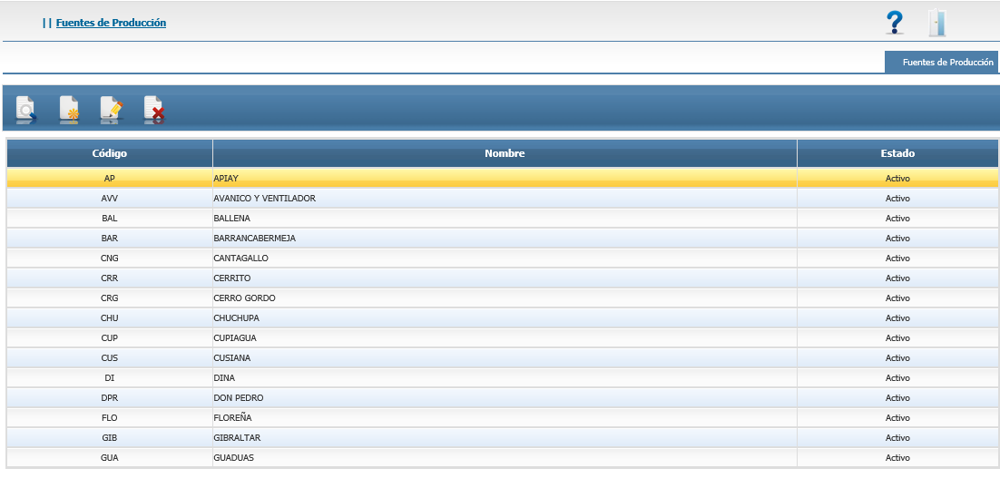 || Fuentes de Producción
Fuentes de Producción
Código Nombre Estado
AP APIAY Activo
AVV AVANICO Y VENTILADOR Activo
BAL BALLENA Activo
BAR BARRANCABERMEJA Activo
CNG CANTAGALLO Activo
CRR CERRITO Activo
CRG CERRO GORDO Activo
CHU CHUCHUPA Activo
CUP CUPIAGUA Activo
CUS CUSIANA Activo
DI DINA Activo
DPR DON PEDRO Activo
FLO FLOREÑA Activo
GIB GIBRALTAR Activo
GUA GUADUAS Activo